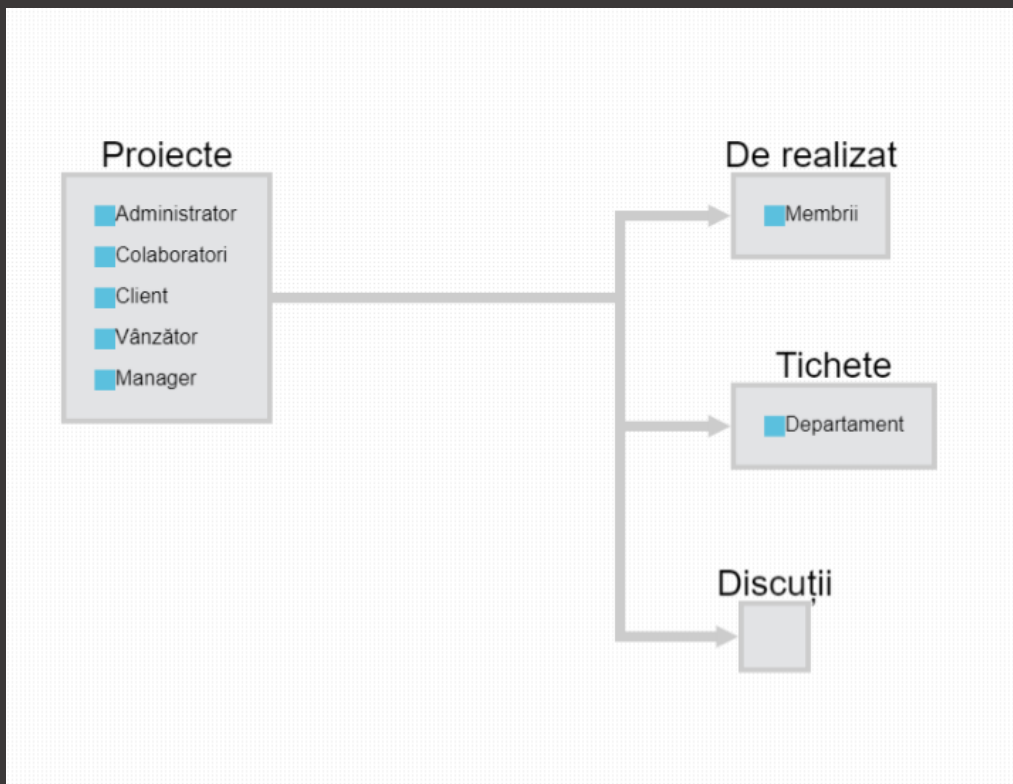 Proiecte
Administrator
Colaboratori
Client
Vânzător
Manager
De realizat
Membrii
Tichete
Departament
Discuții